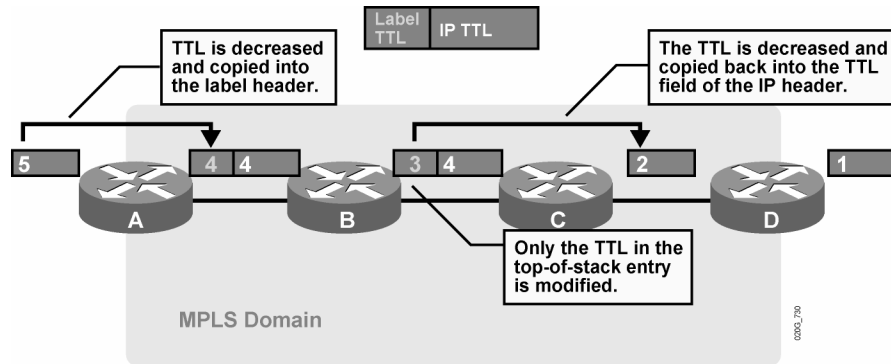 Label
TTL
IP TTL
TTL is decreased
and copied into
the label header.
The TTL is decreased and
copied back into the TTL
field of the IP header.
5
4
4
3
4
2
1
A
B
C
D
Only the TTL in the
top-of-stack entry
is modified.
MPLS Domain
020G_730